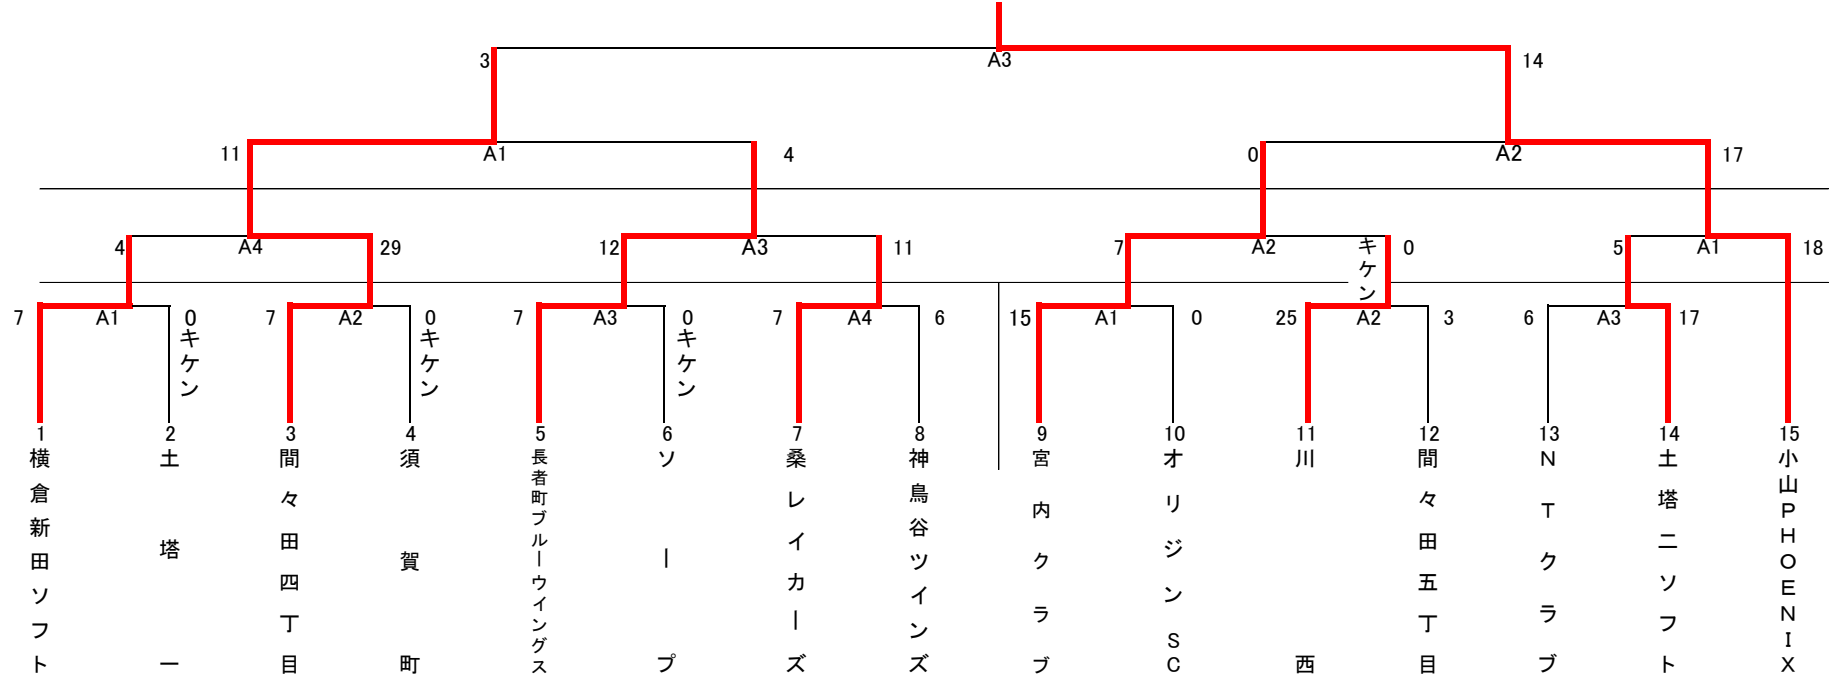 3 A3 14
11 A1 4 0 A2 17
4 A4 29 12 A3 11 7 A2 キケン 0 5 A1 18
7 A1 0 キケン 7 A2 0 キケン 7 A3 0 キケン 7 A4 6 15 A1 0 25 A2 3 6 A3 17
1 横倉新田ソフト
2 土塔一
3 間々田四丁目
4 須賀町
5 長者町ブルーウイングス
6 ソープ
7 桑レイカーズ
8 神鳥谷ツインズ
9 宮内クラブ
10 オリジンSC
11 川西
12 間々田五丁目
13 NTクラブ
14 土塔ニソフト
15 小山PHOENIX